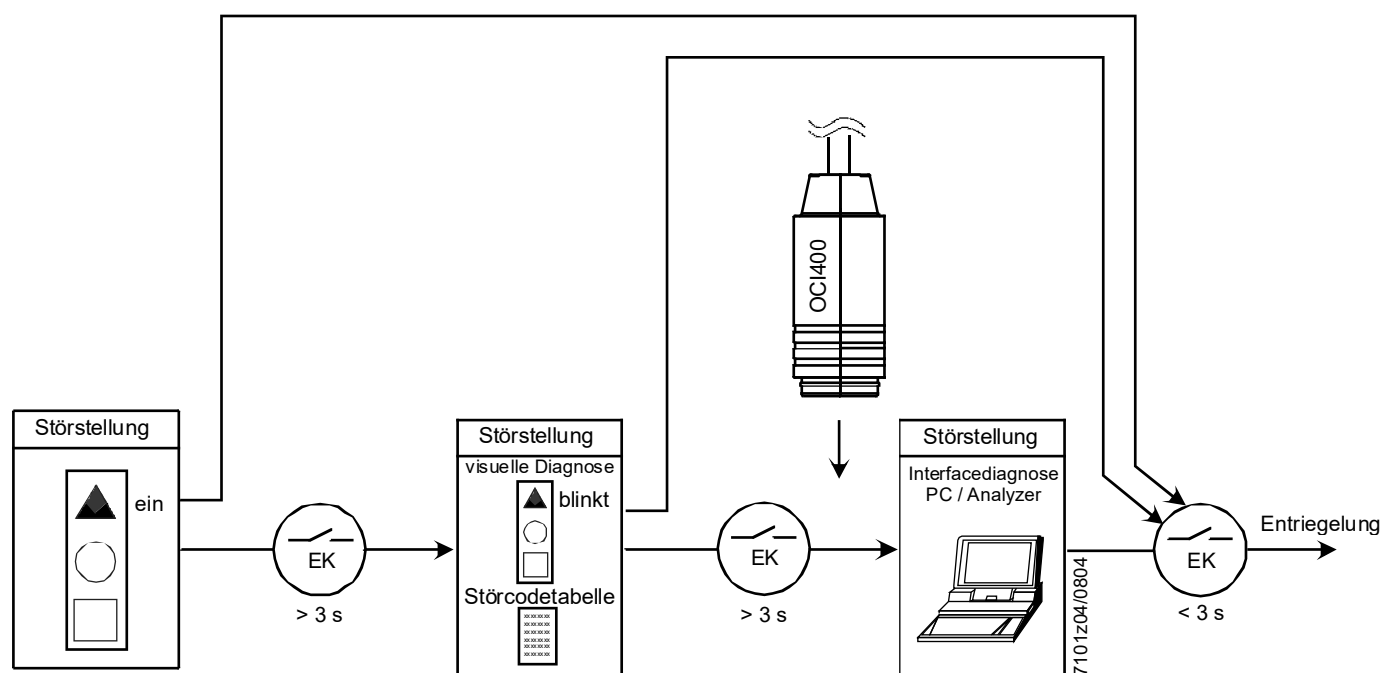 OCI400
Störstellung
ein
EK
> 3 s
Störstellung
visuelle Diagnose
blinkt
Störcodetabelle
EK
> 3 s
Störstellung
Interfacediagnose
PC / Analyzer
7101z04/0804
EK
< 3 s
Entriegelung